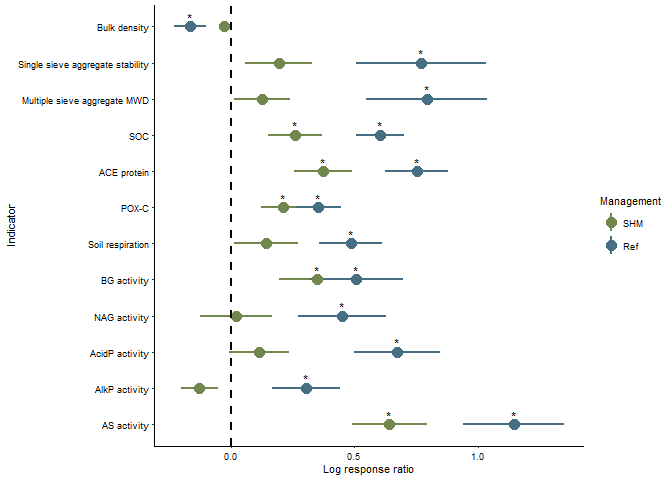 Indicator
Bulk density
Single sieve aggregate stability
Multiple sieve aggregate MWD
SOC
ACE protein
POX-C
Soil respiration
BG activity
NAG activity
AcidP activity
AlkP activity
AS activity
* 
* 
* 
* *
* *
* *
*
* *
*
*
*
* *
0.0 0.5 1.0
Log response ratio
Management
SHM
Ref